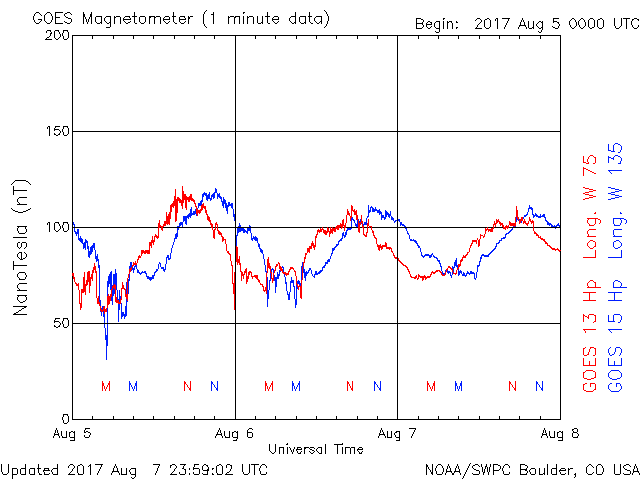 GOES Magnetometer (1 minute data)
Begin: 2017 Aug 5 0000 UTC
200
150
100
50
0
NanoTesla (nT)
M M N N M M N N M M N N
Aug 5 Aug 6 Aug 7 Aug 8
Universal Time
GOES 13 Hp Long. W 75
GOES 15 Hp Long. W 135
Updated 2017 Aug 7 23:59:02 UTC
NOAA/SWPC Boulder, CO USA